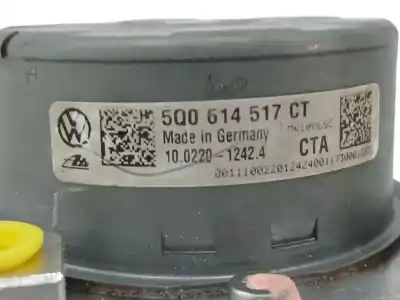 5Q0 614 517 CT
Made in Germany
CTA
10.0220-1242.4